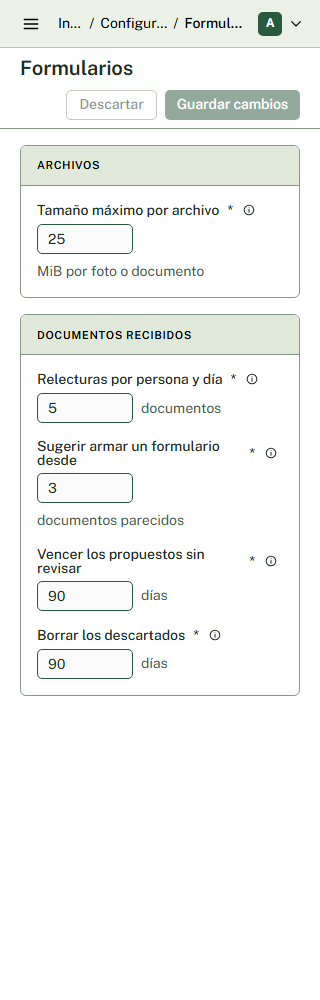 In... / Configur... / Formul... A
Formularios
Descartar Guardar cambios
ARCHIVOS
Tamaño máximo por archivo *
25
MiB por foto o documento
DOCUMENTOS RECIBIDOS
Relecturas por persona y día *
5 documentos
Sugerir armar un formulario
desde *
3
documentos parecidos
Vencer los propuestos sin
revisar *
90 días
Borrar los descartados *
90 días